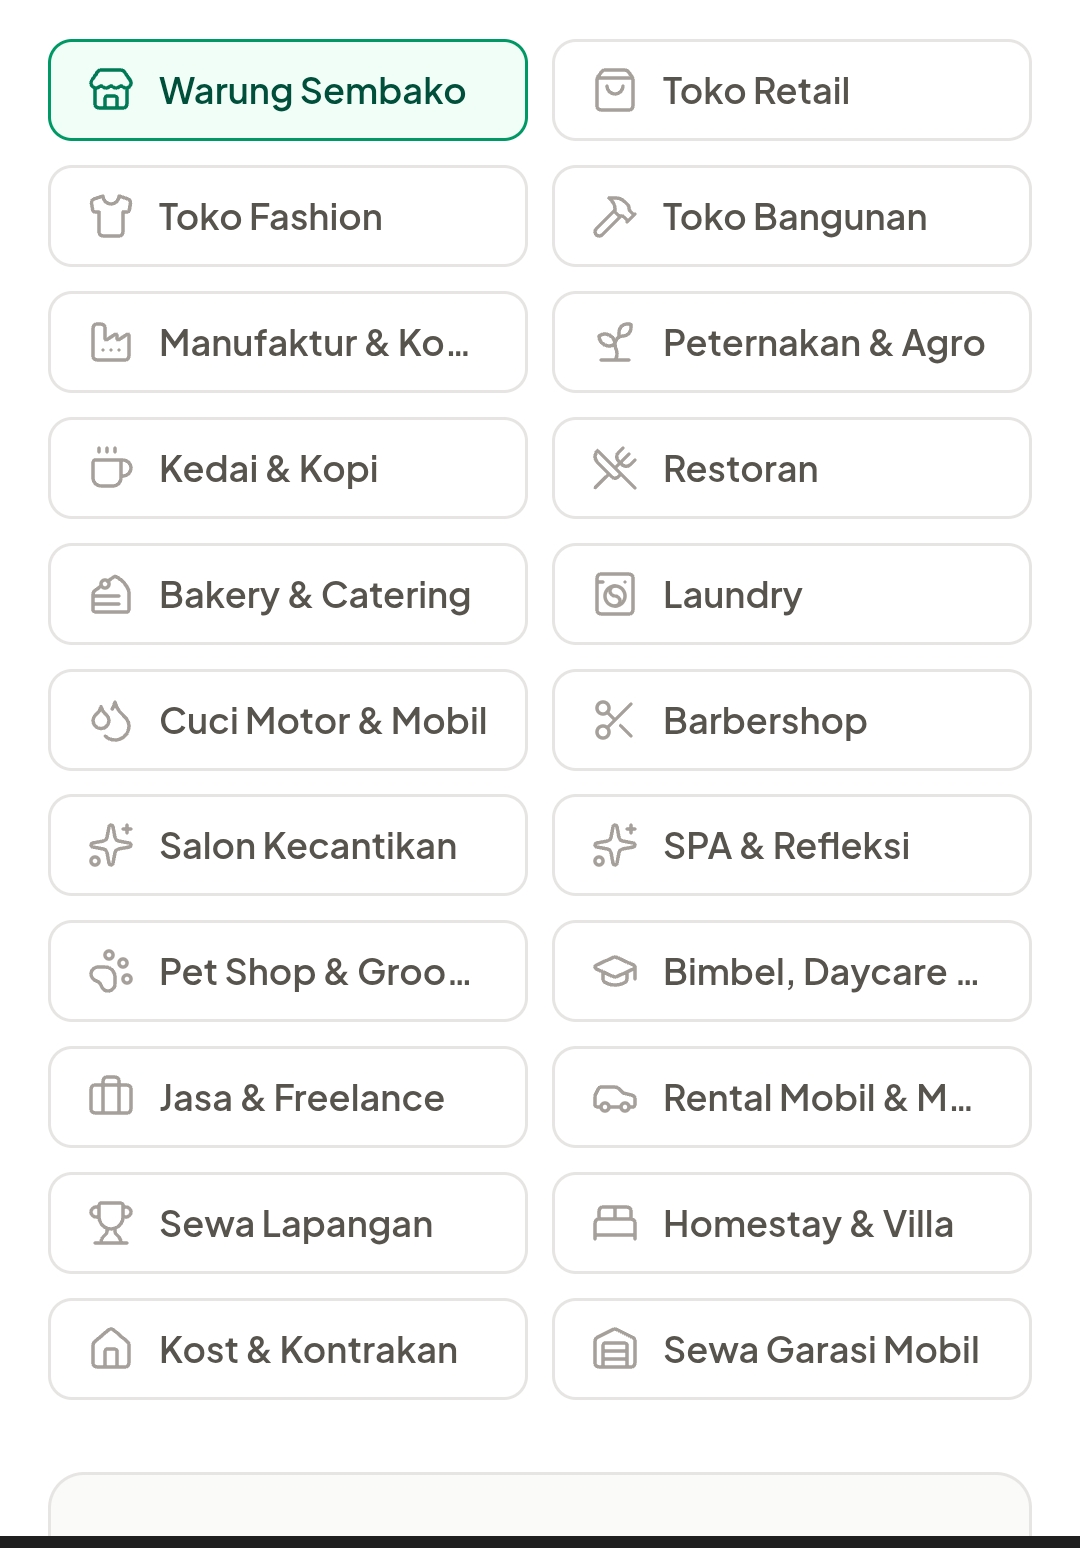 Warung Sembako
Toko Retail
Toko Fashion
Toko Bangunan
Manufaktur & Ko...
Peternakan & Agro
Kedai & Kopi
Restoran
Bakery & Catering
Laundry
Cuci Motor & Mobil
Barbershop
Salon Kecantikan
SPA & Refleksi
Pet Shop & Groo...
Bimbel, Daycare ...
Jasa & Freelance
Rental Mobil & M...
Sewa Lapangan
Homestay & Villa
Kost & Kontrakan
Sewa Garasi Mobil